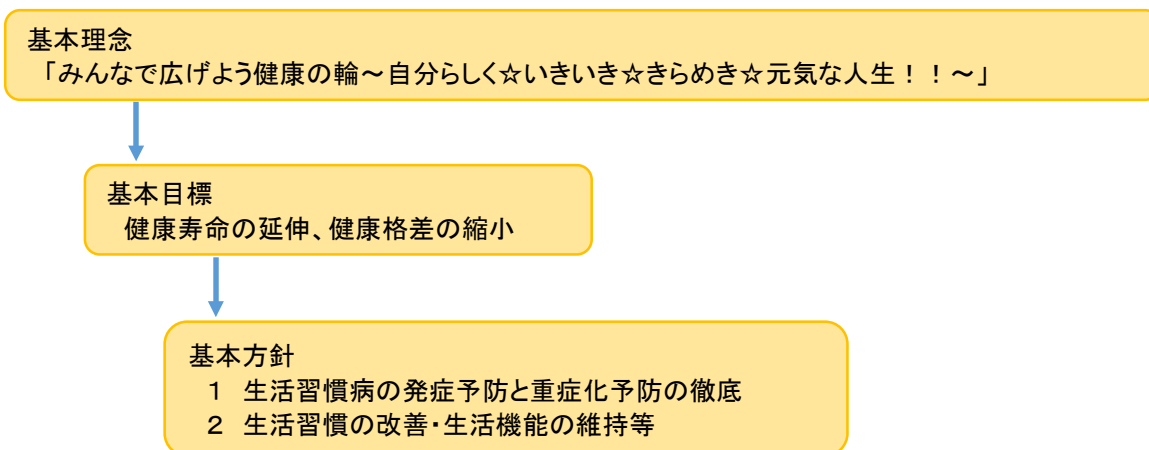 基本理念
「みんなで広げよう健康の輪~自分らしく☆いきいき☆きらめき☆元気な人生!!~」
基本目標
健康寿命の延伸、健康格差の縮小
基本方針
1 生活習慣病の発症予防と重症化予防の徹底
2 生活習慣の改善・生活機能の維持等